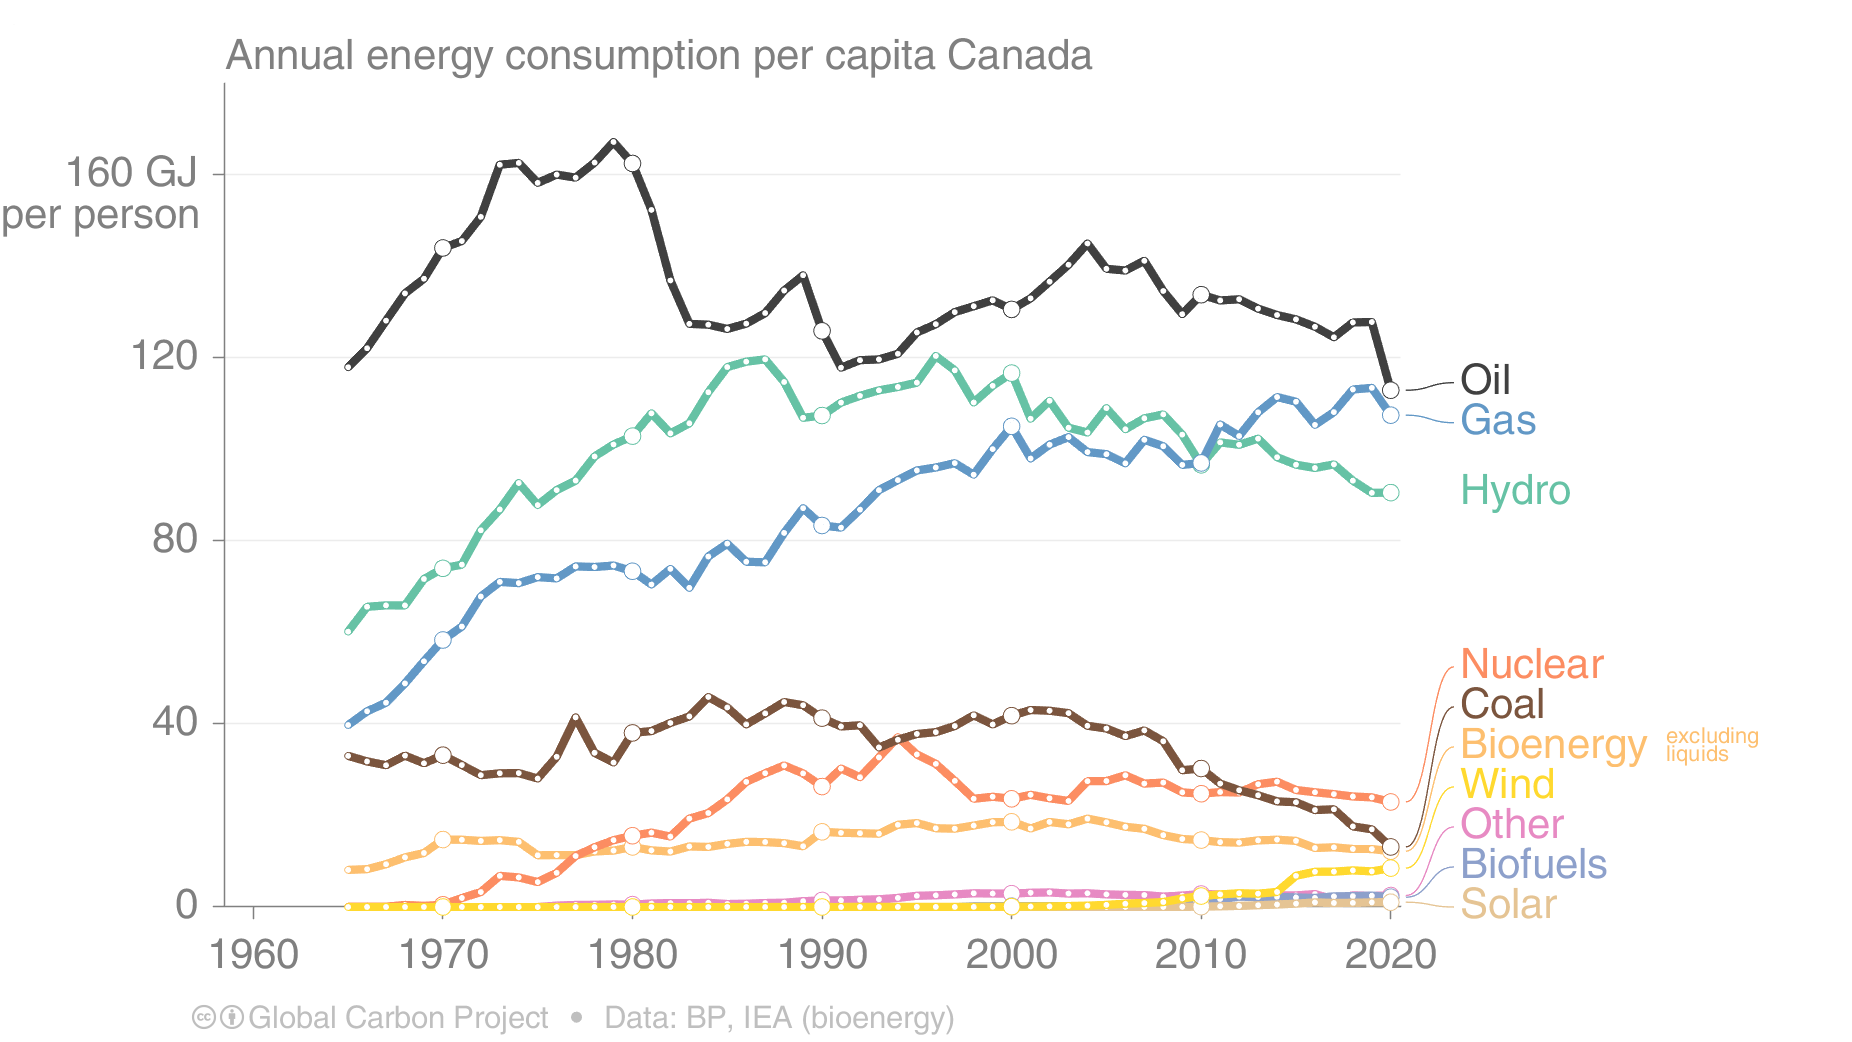 Annual energy consumption per capita Canada
160 GJ
per person
120
80
40
0
1960 1970 1980 1990 2000 2010 2020
Oil
Gas
Hydro
Nuclear
Coal
Bioenergy excluding
liquids
Wind
Other
Biofuels
Solar
cc Global Carbon Project • Data: BP, IEA (bioenergy)